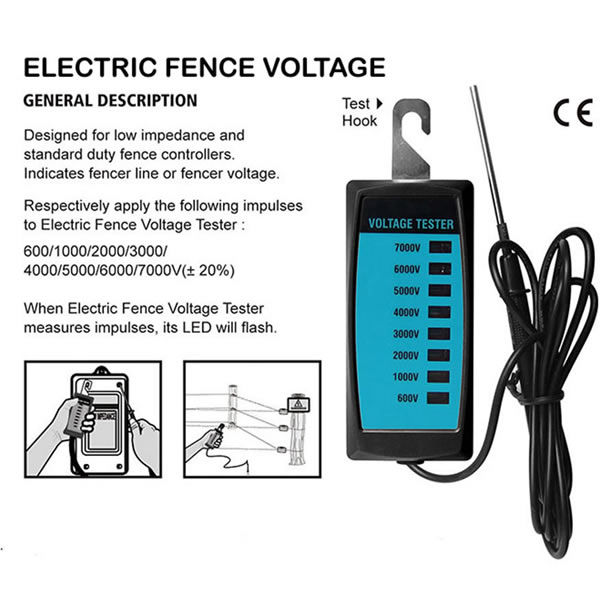 ELECTRIC FENCE VOLTAGE
GENERAL DESCRIPTION
Designed for low impedance and
standard duty fence controllers.
Indicates fencer line or fencer voltage.
Respectively apply the following impulses
to Electric Fence Voltage Tester :
600/1000/2000/3000/
4000/5000/6000/7000V(± 20%)
When Electric Fence Voltage Tester
measures impulses, its LED will flash.
Test
Hook
CE
VOLTAGE TESTER
7000V
6000V
5000V
4000V
3000V
2000V
1000V
600V